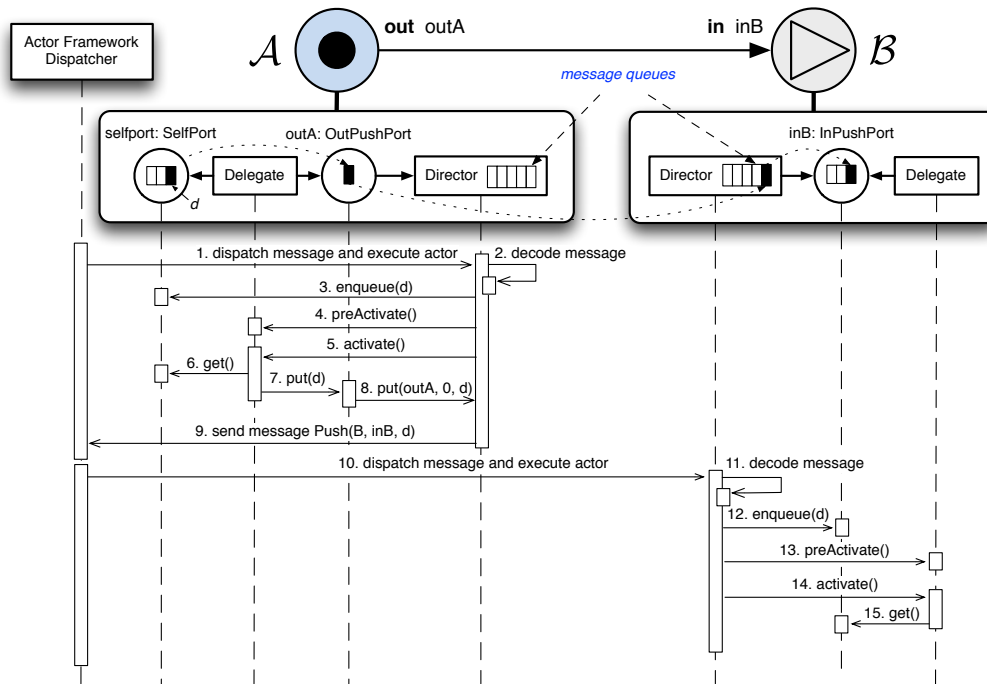 Actor Framework
Dispatcher
A
out outA
in inB
B
message queues
selfport: SelfPort
outA: OutPushPort
inB: InPushPort
Delegate
Director
Director
Delegate
d
1. dispatch message and execute actor
2. decode message
3. enqueue(d)
4. preActivate()
5. activate()
6. get()
7. put(d)
8. put(outA, 0, d)
9. send message Push(B, inB, d)
10. dispatch message and execute actor
11. decode message
12. enqueue(d)
13. preActivate()
14. activate()
15. get()